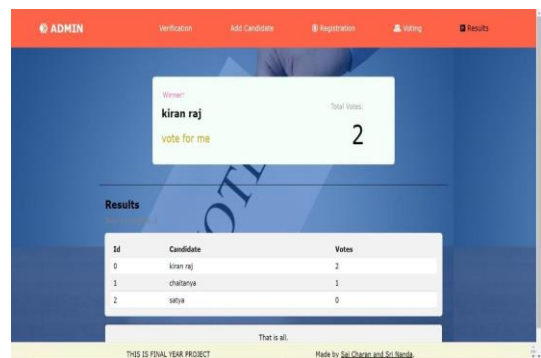 ADMIN
Verification
Add Candidate
Registration
Voting
Results
Winner!
kiran raj
vote for me
Total Votes:
2
VOTE
Results
Id Candidate Votes
0 kiran raj 2
1 chaitanya 1
2 satya 0
That is all.
THIS IS FINAL YEAR PROJECT
Made by Sai Charan and Sri Nanda.